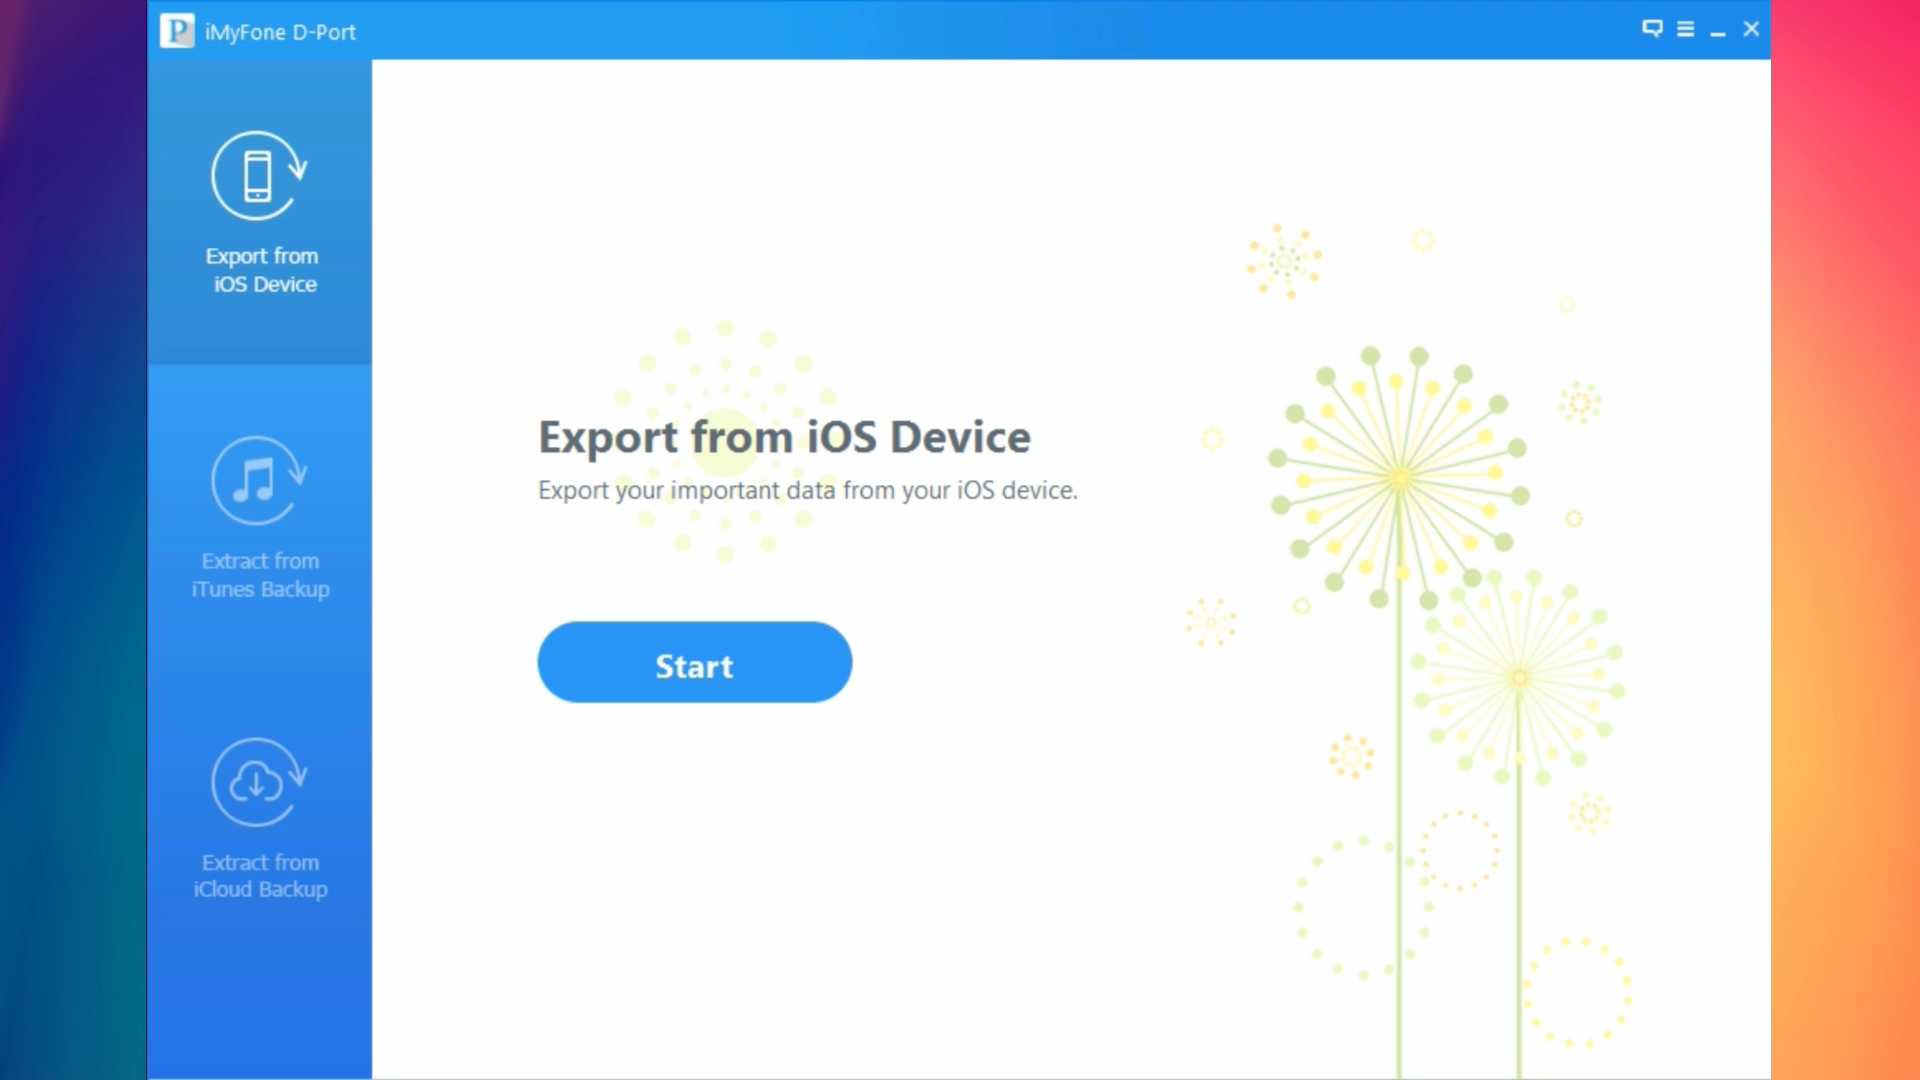 P iMyFone D-Port
Export from
iOS Device
Extract from
iTunes Backup
Extract from
iCloud Backup
Export from iOS Device
Export your important data from your iOS device.
Start